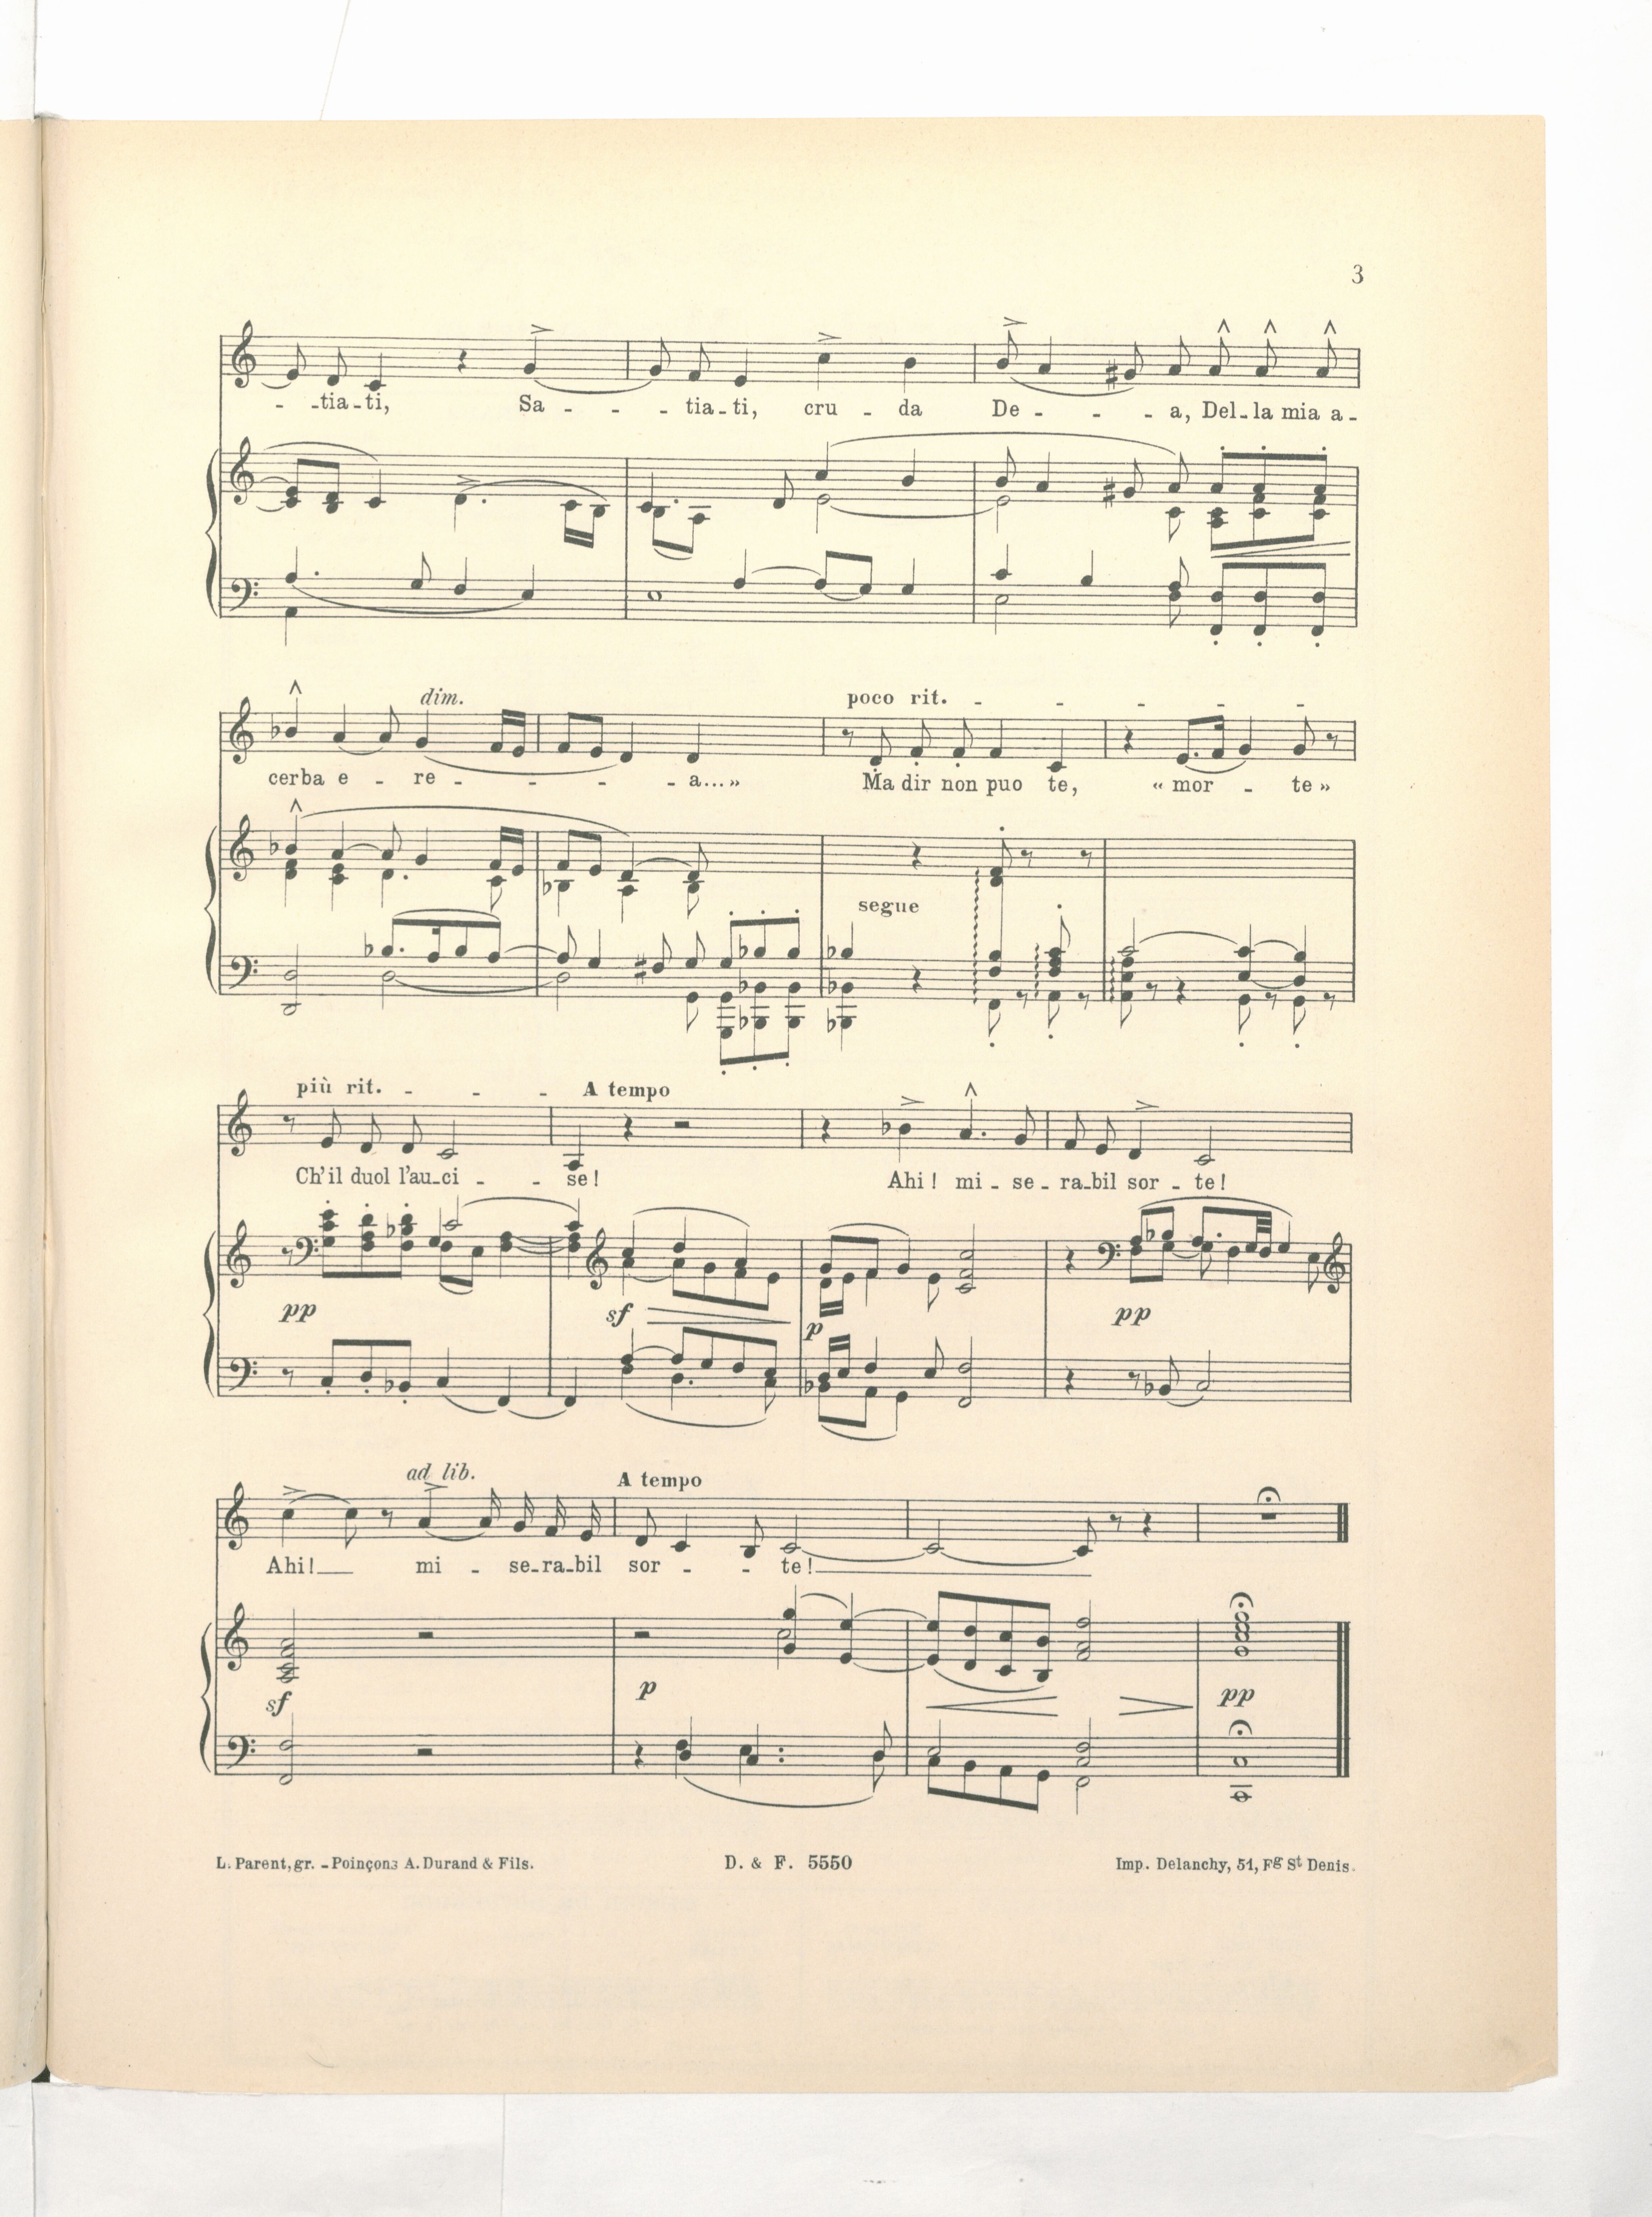 3
- -tia-ti, Sa - - - tia-ti, cru - da De - - - a, Del-la mia a-
dim.
poco rit. - - - - -
cerba e - re - - - - a...» Ma dir non puo te, « mor - te»
segue
più rit. - - - A tempo
Ch'il duol l'au-ci - - se! Ahi! mi - se - ra-bil sor - te!
pp sf p pp
ad lib.
A tempo
Ahi! mi - se-ra-bil sor - - te!
sf p pp
L. Parent, gr. - Poinçons A. Durand & Fils. D. & F. 5550 Imp. Delanchy, 51, Fg St Denis.